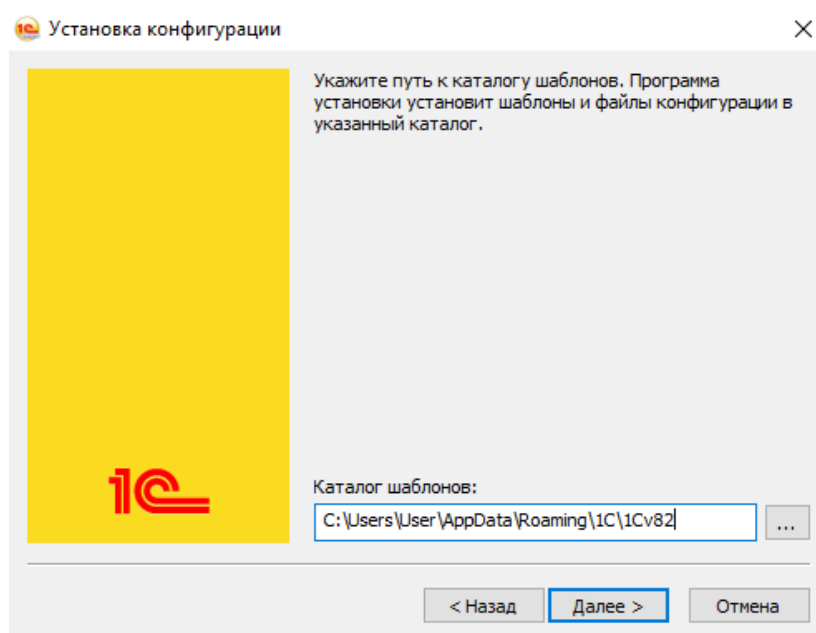 Установка конфигурации
Укажите путь к каталогу шаблонов. Программа
установки установит шаблоны и файлы конфигурации в
указанный каталог.
1С
Каталог шаблонов:
C:\Users\User\AppData\Roaming\1C\1Cv82
...
< Назад
Далее >
Отмена